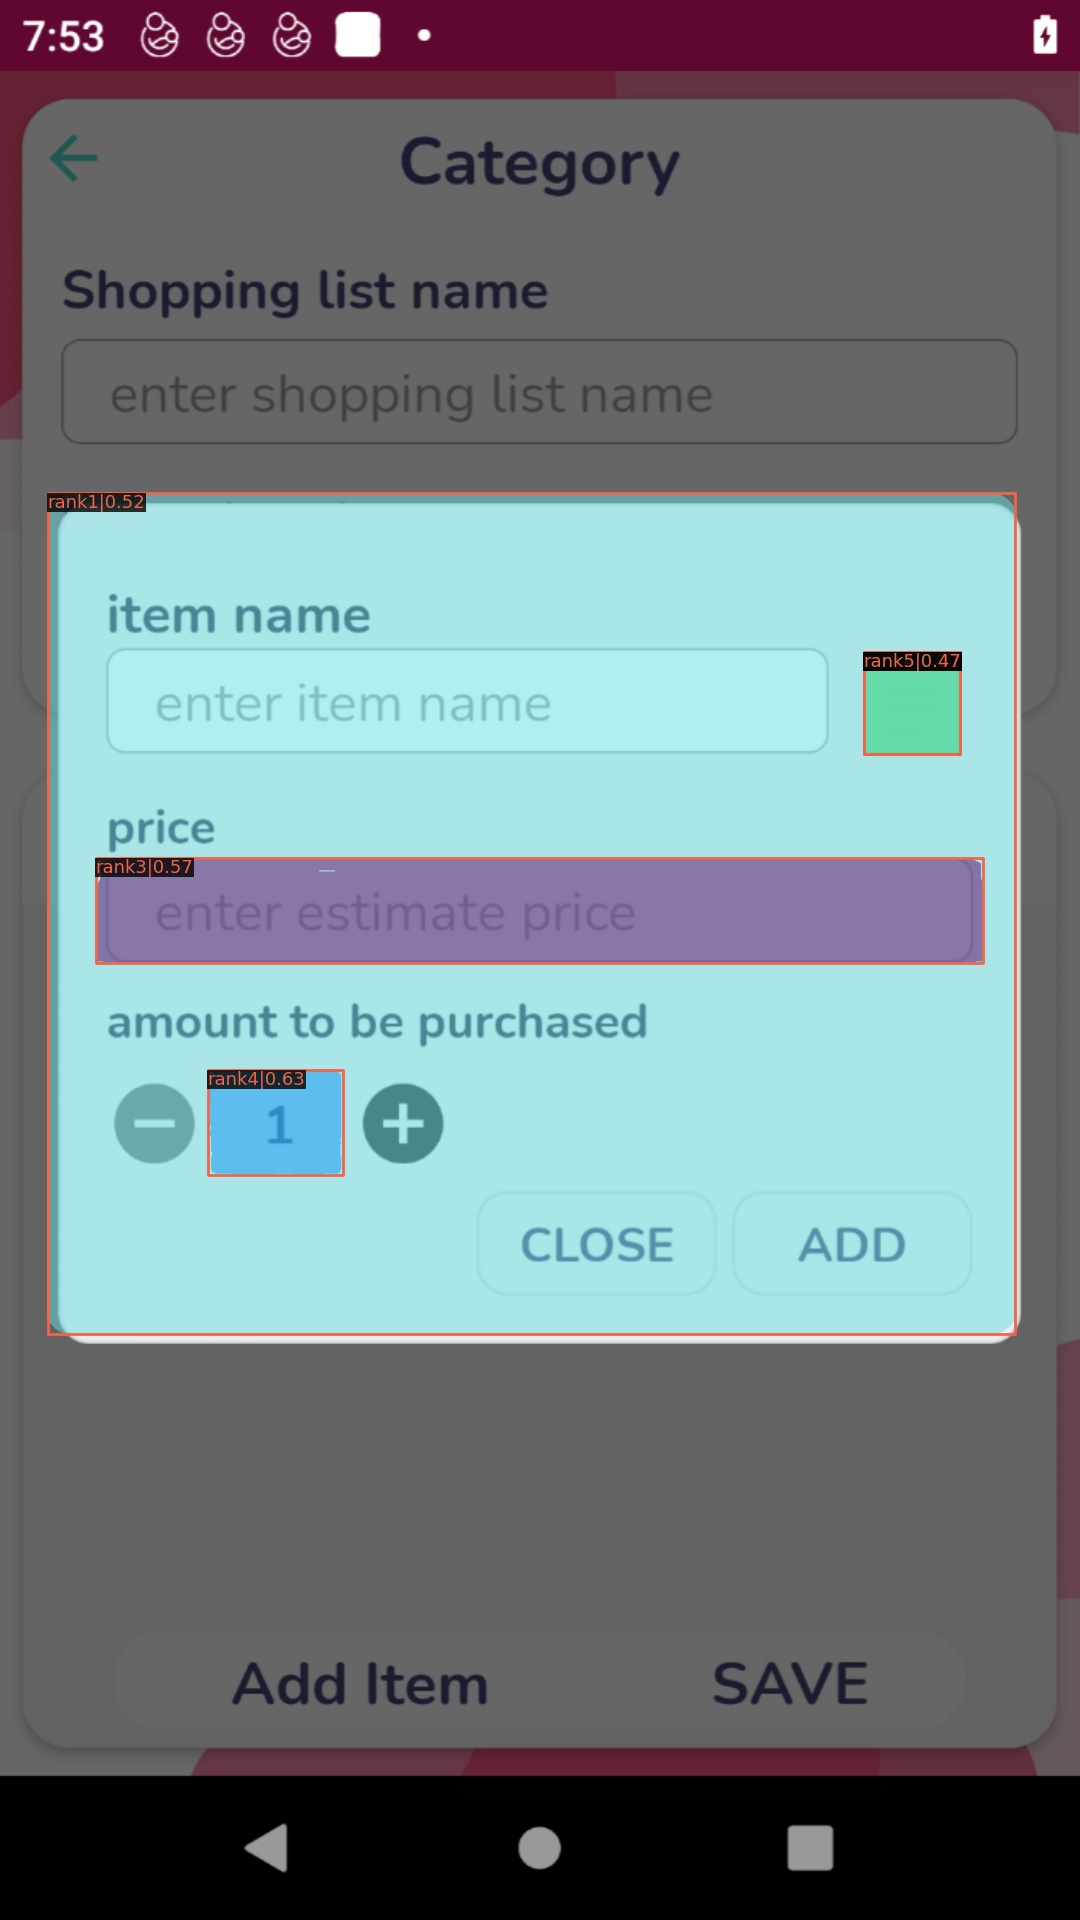 7:53
Category
Shopping list name
enter shopping list name
rank1|0.52
item name
enter item name
rank5|0.47
price
rank3|0.57
enter estimate price
amount to be purchased
rank4|0.63
1
CLOSE ADD
Add Item SAVE